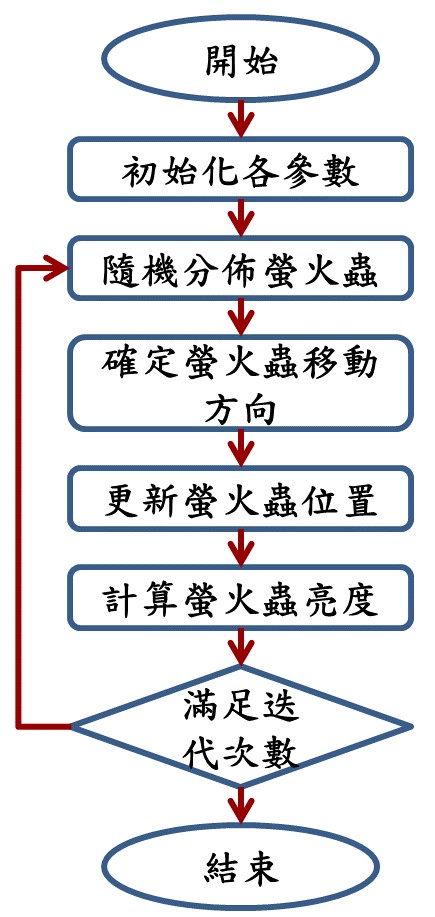 開始
初始化各參數
隨機分佈螢火蟲
確定螢火蟲移動
方向
更新螢火蟲位置
計算螢火蟲亮度
滿足迭
代次數
結束